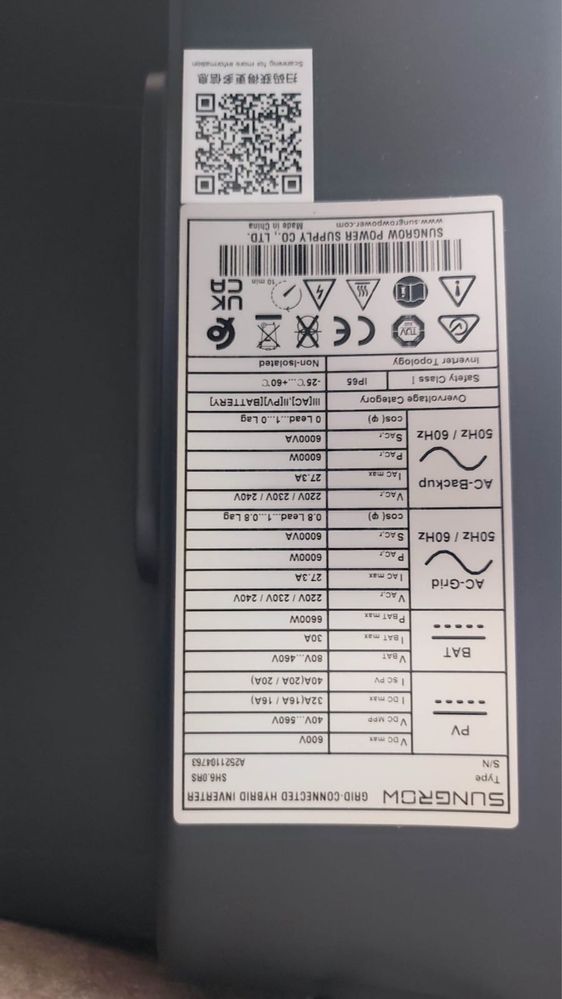 SUNGROW GRID-CONNECTED HYBRID INVERTER
Type SH6.0RS
S/N A2521104763
PV
V DC max 600V
V DC MPP 40V...560V
I DC max 32A(16A / 16A)
I SC PV 40A(20A / 20A)
BAT
V BAT 80V...460V
I BAT max 30A
P BAT max 6600W
AC-Grid
50Hz / 60Hz
V AC,r 220V / 230V / 240V
I AC max 27.3A
P AC,r 6000W
S AC,r 6000VA
cos( φ) 0.8 Lead...1...0.8 Lag
AC-Backup
50Hz / 60Hz
V AC,r 220V / 230V / 240V
I AC max 27.3A
P AC,r 6000W
S AC,r 6000VA
cos( φ) 0 Lead...1...0 Lag
Overvoltage Category III[AC],II[PV][BATTERY]
Safety Class I IP65 -25℃...+60℃
Inverter Topology Non-Isolated
TÜV
CE
10 min
UK
CA
SUNGROW POWER SUPPLY CO., LTD.
www.sungrowpower.com Made in China
扫码获得更多信息
Scanning for more information